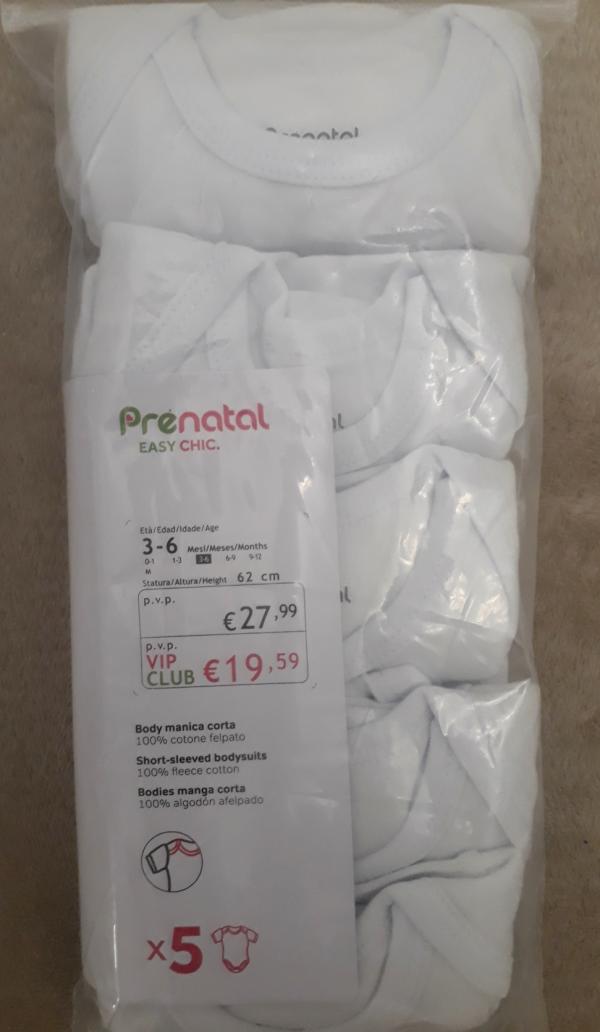 Prénatal
EASY CHIC.
Età/Edad/Idade/Age
3-6 Mesi/Meses/Months
0-1 1-3 3-6 6-9 9-12
M
Statura/Altura/Height 62 cm
p.v.p.
€27,99
p.v.p.
VIP
CLUB €19,59
Body manica corta
100% cotone felpato
Short-sleeved bodysuits
100% fleece cotton
Bodies manga corta
100% algodón afelpado
x5